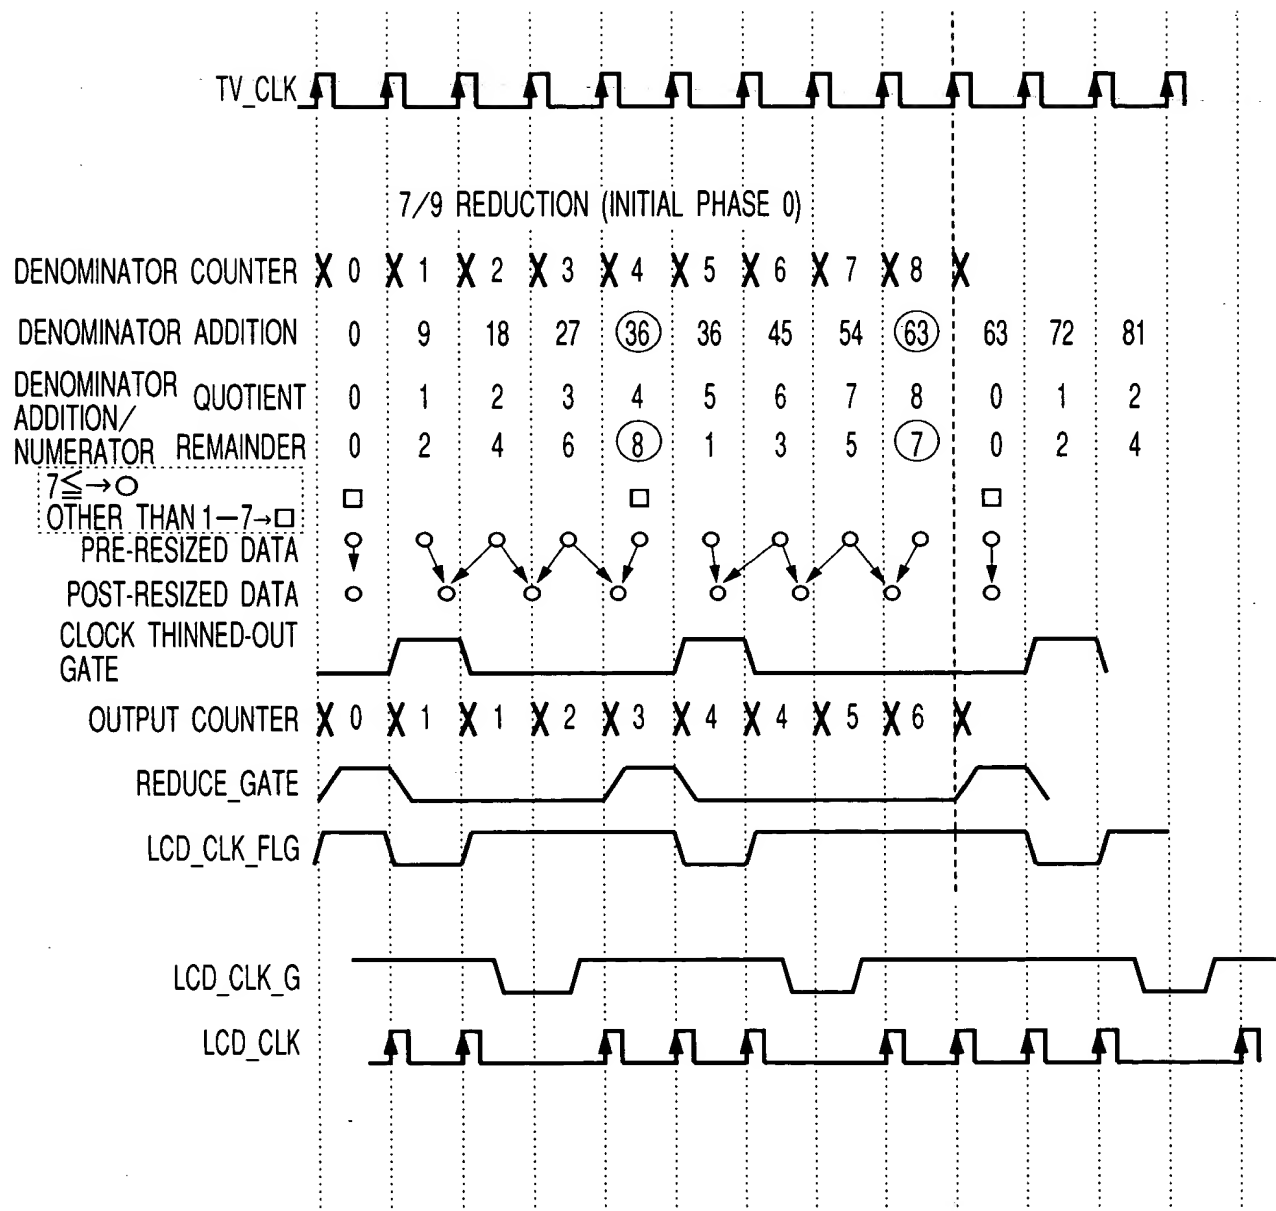 TV_CLK
7/9 REDUCTION (INITIAL PHASE 0)
DENOMINATOR COUNTER X 0 X 1 X 2 X 3 X 4 X 5 X 6 X 7 X 8 X
DENOMINATOR ADDITION 0 9 18 27 36 36 45 54 63 63 72 81
DENOMINATOR ADDITION/ NUMERATOR
QUOTIENT 0 1 2 3 4 5 6 7 8 0 1 2
REMAINDER 0 2 4 6 8 1 3 5 7 0 2 4
7≦→○
OTHER THAN 1—7→□
PRE-RESIZED DATA
POST-RESIZED DATA
CLOCK THINNED-OUT
GATE
OUTPUT COUNTER X 0 X 1 X 1 X 2 X 3 X 4 X 4 X 5 X 6 X
REDUCE_GATE
LCD_CLK_FLG
LCD_CLK_G
LCD_CLK